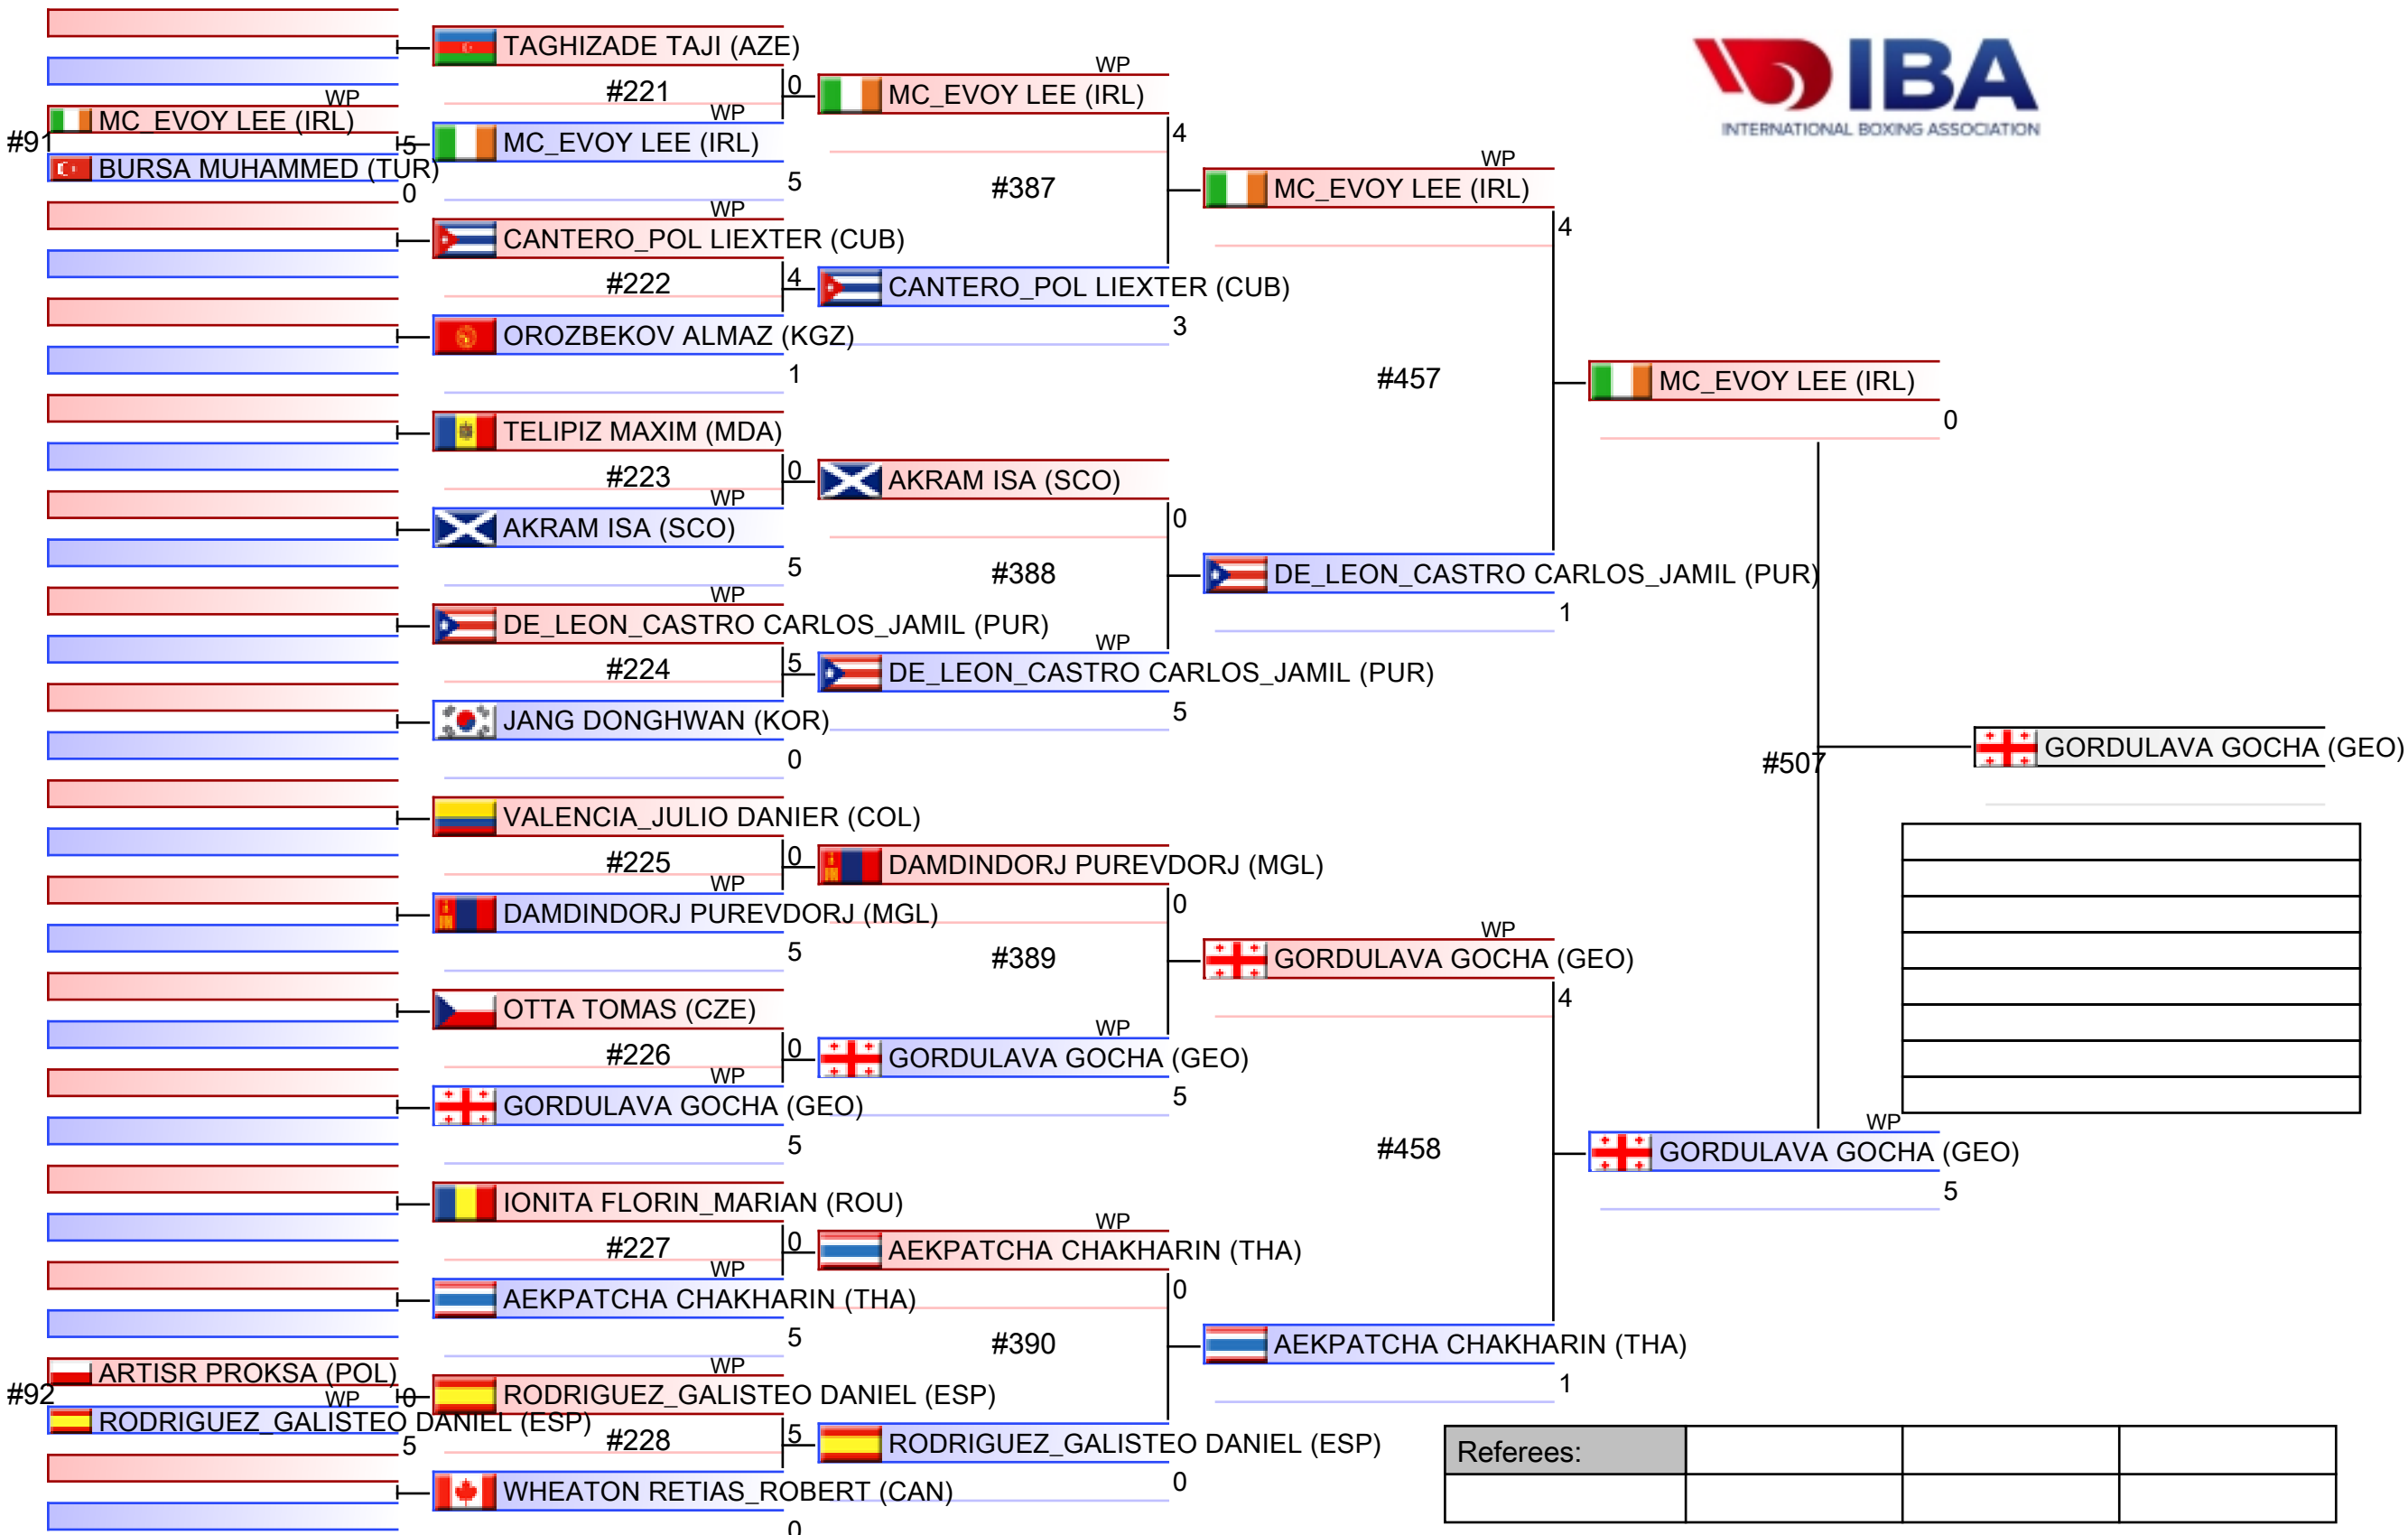 IBA
INTERNATIONAL BOXING ASSOCIATION
WP
#91
MC_EVOY LEE (IRL)
5
BURSA MUHAMMED (TUR)
0
#92
ARTISR PROKSA (POL)
0
WP
RODRIGUEZ_GALISTEO DANIEL (ESP)
5
TAGHIZADE TAJI (AZE)
#221
0
WP
MC_EVOY LEE (IRL)
5
WP
CANTERO_POL LIEXTER (CUB)
#222
4
OROZBEKOV ALMAZ (KGZ)
1
TELIPIZ MAXIM (MDA)
#223
0
WP
AKRAM ISA (SCO)
5
WP
DE_LEON_CASTRO CARLOS_JAMIL (PUR)
#224
5
JANG DONGHWAN (KOR)
0
VALENCIA_JULIO DANIER (COL)
#225
0
WP
DAMDINDORJ PUREVDORJ (MGL)
5
OTTA TOMAS (CZE)
#226
0
WP
GORDULAVA GOCHA (GEO)
5
IONITA FLORIN_MARIAN (ROU)
#227
0
WP
AEKPATCHA CHAKHARIN (THA)
5
WP
RODRIGUEZ_GALISTEO DANIEL (ESP)
#228
5
WHEATON RETIAS_ROBERT (CAN)
0
WP
MC_EVOY LEE (IRL)
4
#387
CANTERO_POL LIEXTER (CUB)
3
AKRAM ISA (SCO)
0
#388
WP
DE_LEON_CASTRO CARLOS_JAMIL (PUR)
5
DAMDINDORJ PUREVDORJ (MGL)
0
#389
WP
GORDULAVA GOCHA (GEO)
5
WP
AEKPATCHA CHAKHARIN (THA)
0
#390
RODRIGUEZ_GALISTEO DANIEL (ESP)
0
WP
MC_EVOY LEE (IRL)
4
#457
DE_LEON_CASTRO CARLOS_JAMIL (PUR)
1
WP
GORDULAVA GOCHA (GEO)
4
#458
AEKPATCHA CHAKHARIN (THA)
1
MC_EVOY LEE (IRL)
0
#507
WP
GORDULAVA GOCHA (GEO)
5
GORDULAVA GOCHA (GEO)
Referees: